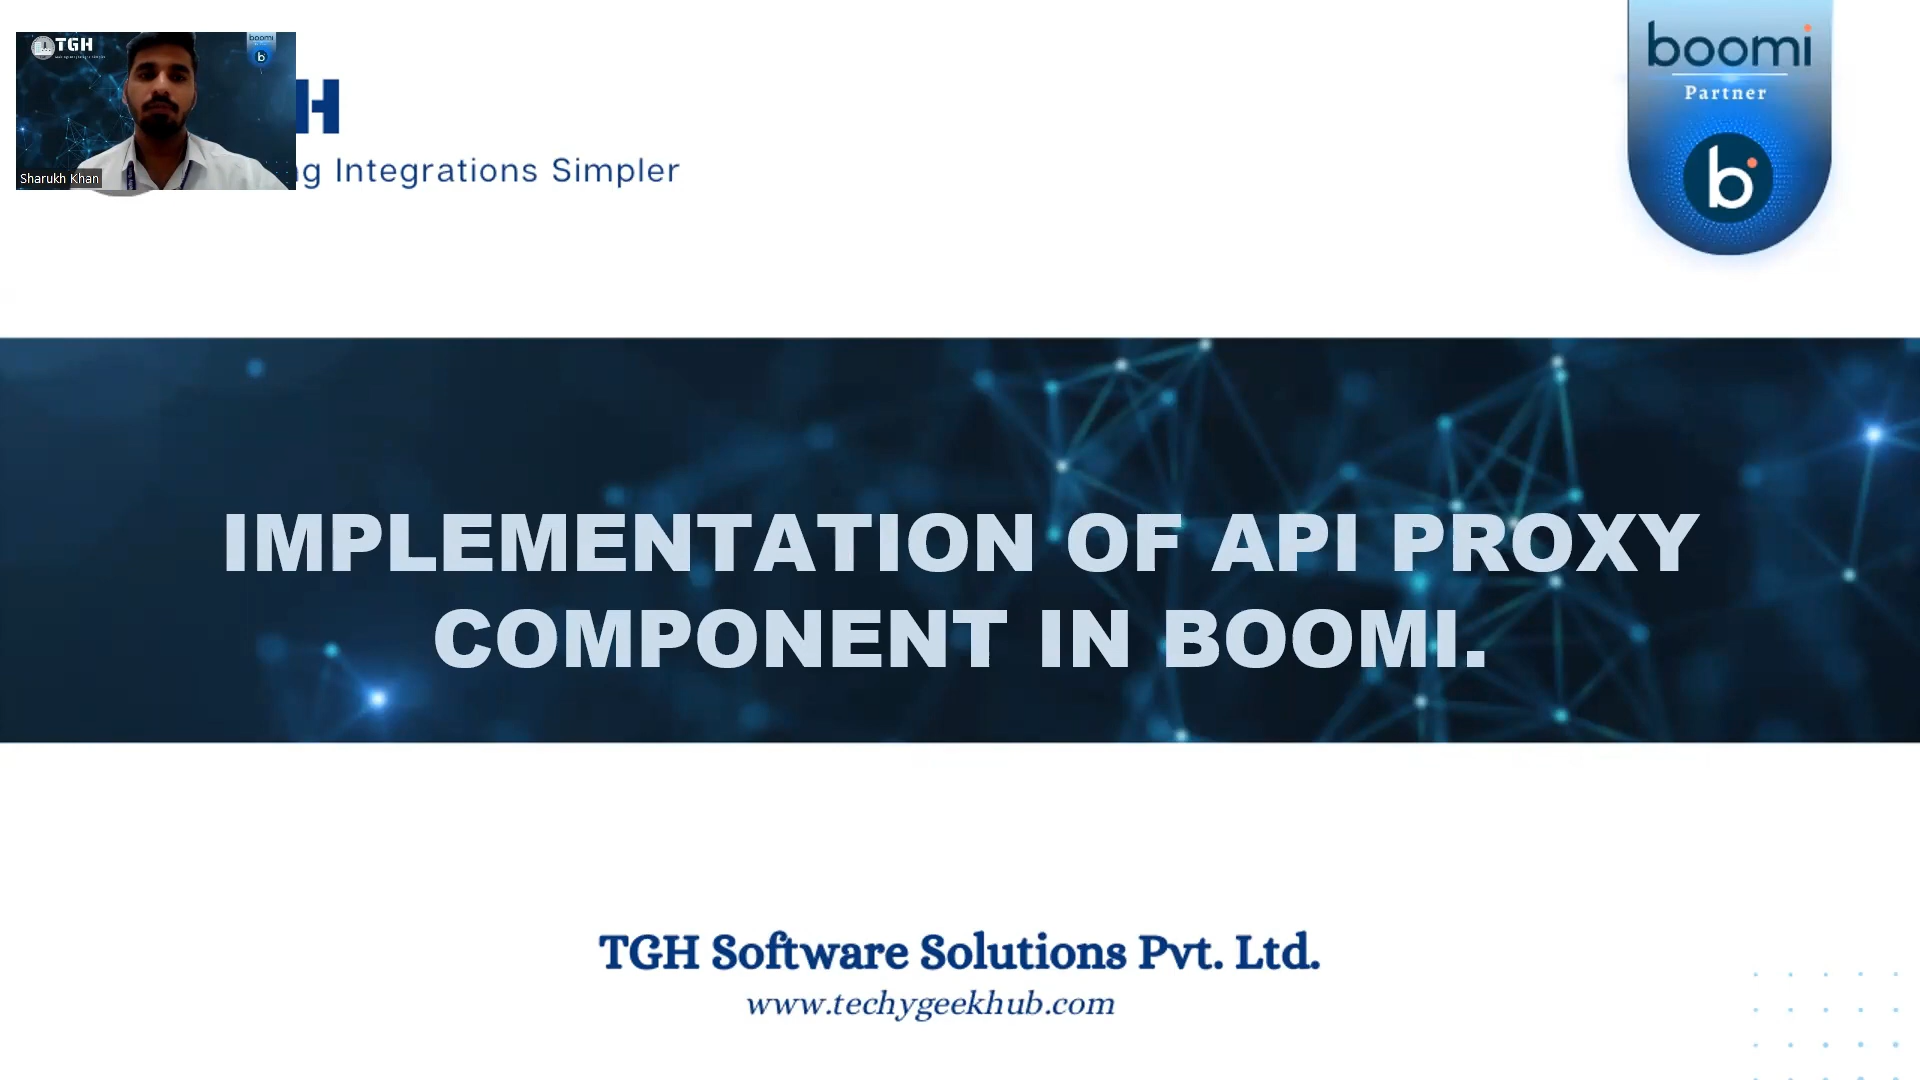 TGH
boomi
H
g Integrations Simpler
Sharukh Khan
boomi
Partner
b
IMPLEMENTATION OF API PROXY
COMPONENT IN BOOMI.
TGH Software Solutions Pvt. Ltd.
www.techygeekhub.com